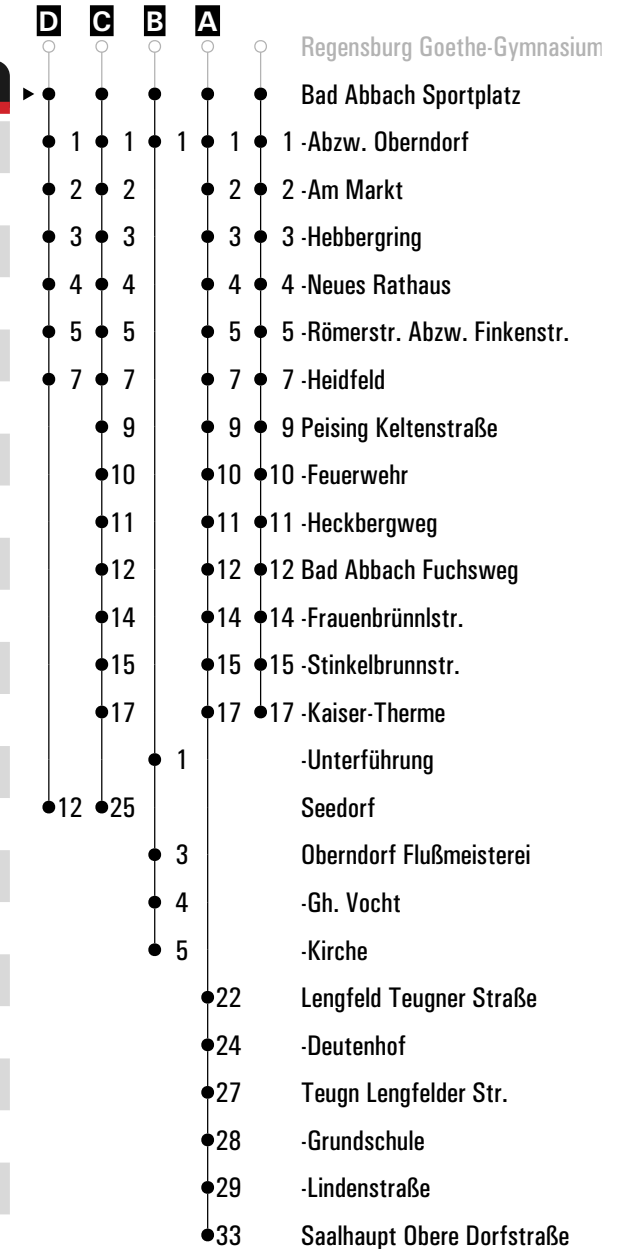 D C B A
Regensburg Goethe-Gymnasium
Bad Abbach Sportplatz
1 1 1 1 1 -Abzw. Oberndorf
2 2 2 2 -Am Markt
3 3 3 3 -Hebbergring
4 4 4 4 -Neues Rathaus
5 5 5 5 -Römerstr. Abzw. Finkenstr.
7 7 7 7 -Heidfeld
9 9 9 Peising Keltenstraße
10 10 10 -Feuerwehr
11 11 11 -Heckbergweg
12 12 12 Bad Abbach Fuchsweg
14 14 14 -Frauenbrünnlstr.
15 15 15 -Stinkelbrunnstr.
17 17 17 -Kaiser-Therme
1 -Unterführung
12 25 Seedorf
3 Oberndorf Flußmeisterei
4 -Gh. Vocht
5 -Kirche
22 Lengfeld Teugner Straße
24 -Deutenhof
27 Teugn Lengfelder Str.
28 -Grundschule
29 -Lindenstraße
33 Saalhaupt Obere Dorfstraße